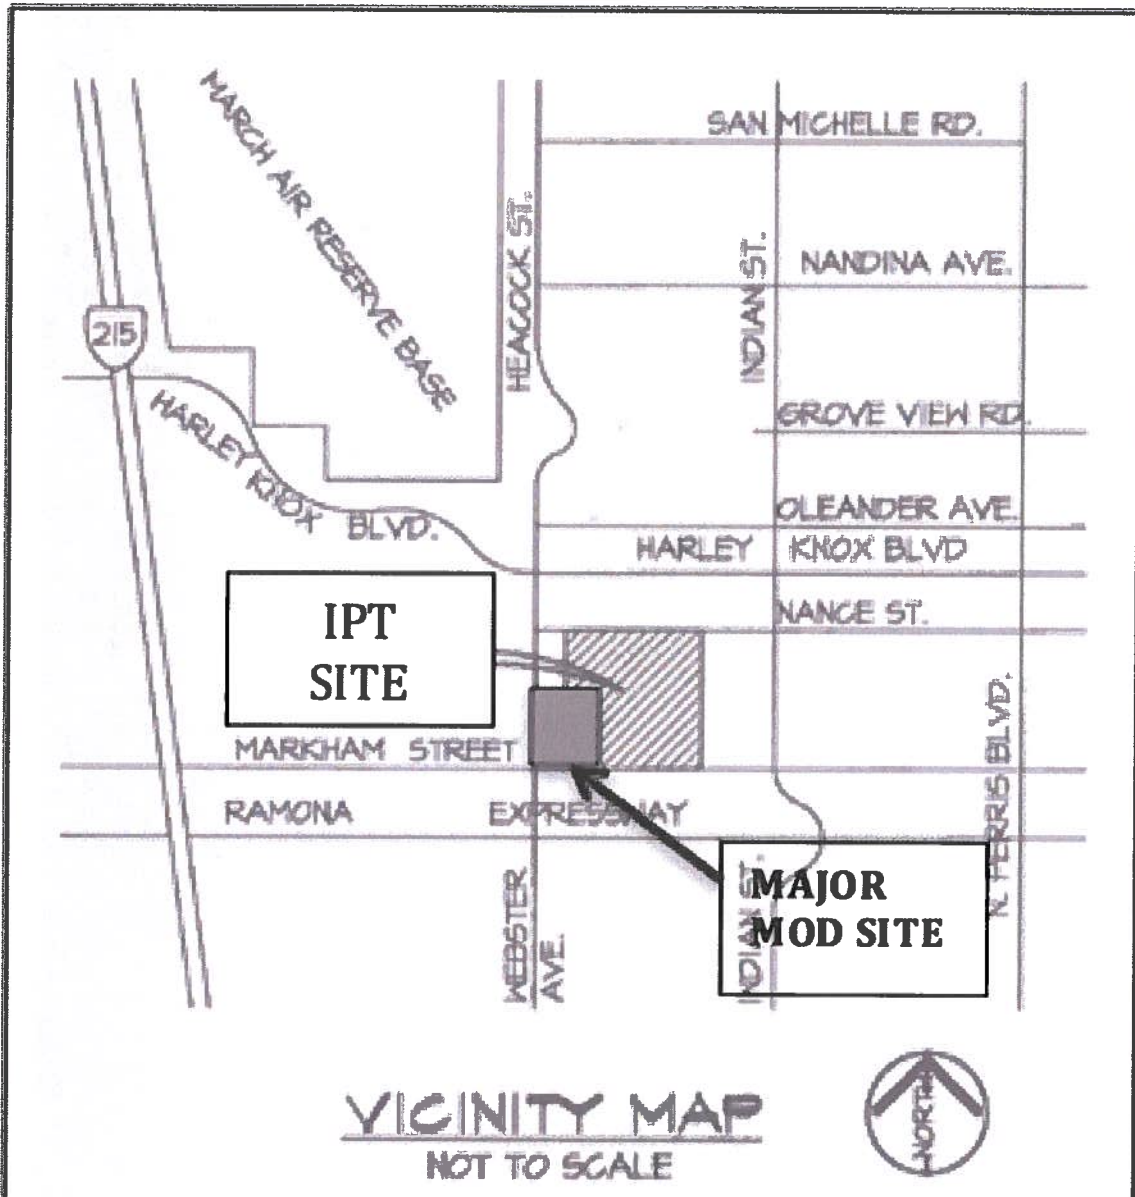 MARCH AIR RESERVE BASE
SAN MICHELLE RD.
HEACOCK ST.
INDIAN ST.
NANDINA AVE.
215
HARLEY KNOX BLVD.
GROVE VIEW RD.
OLEANDER AVE.
HARLEY KNOX BLVD
NANCE ST.
IPT
SITE
MARKHAM STREET
RAMONA EXPRESSWAY
N. PERRIS BLVD.
MAJOR
MOD SITE
WEBSTER
AVE.
INDIAN ST.
VICINITY MAP
NOT TO SCALE
NORTH